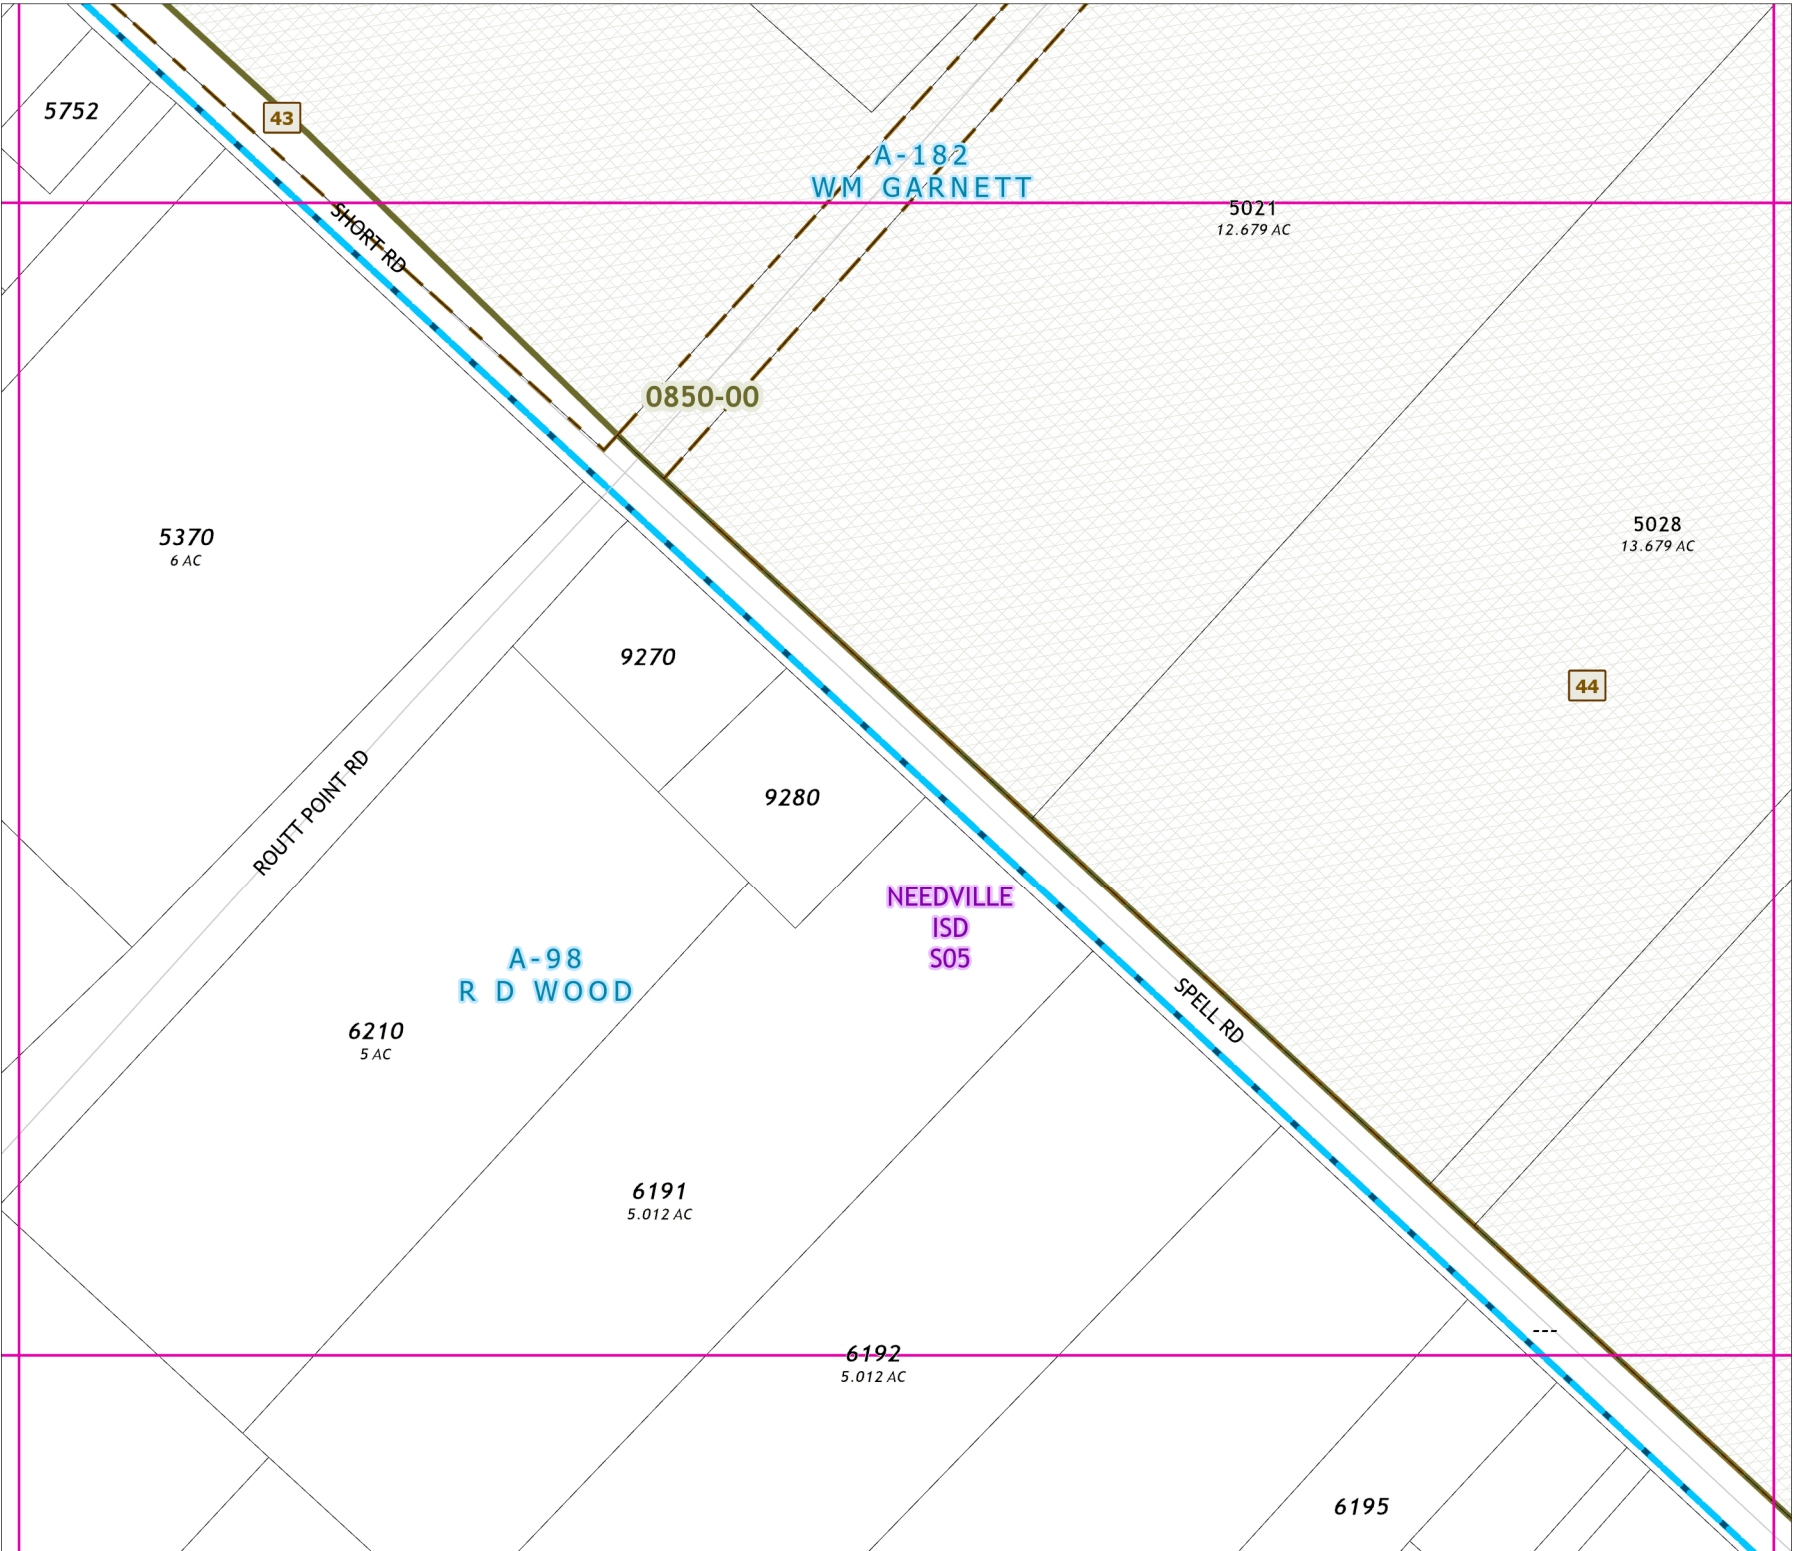 5752
43
A-182
WM GARNETT
5021
12.679 AC
SHORT RD
0850-00
5370
6 AC
5028
13.679 AC
9270
44
9280
ROUTT POINT RD
NEEDVILLE
ISD
S05
A-98
R D WOOD
6210
5 AC
SPELL RD
6191
5.012 AC
---
6192
5.012 AC
6195